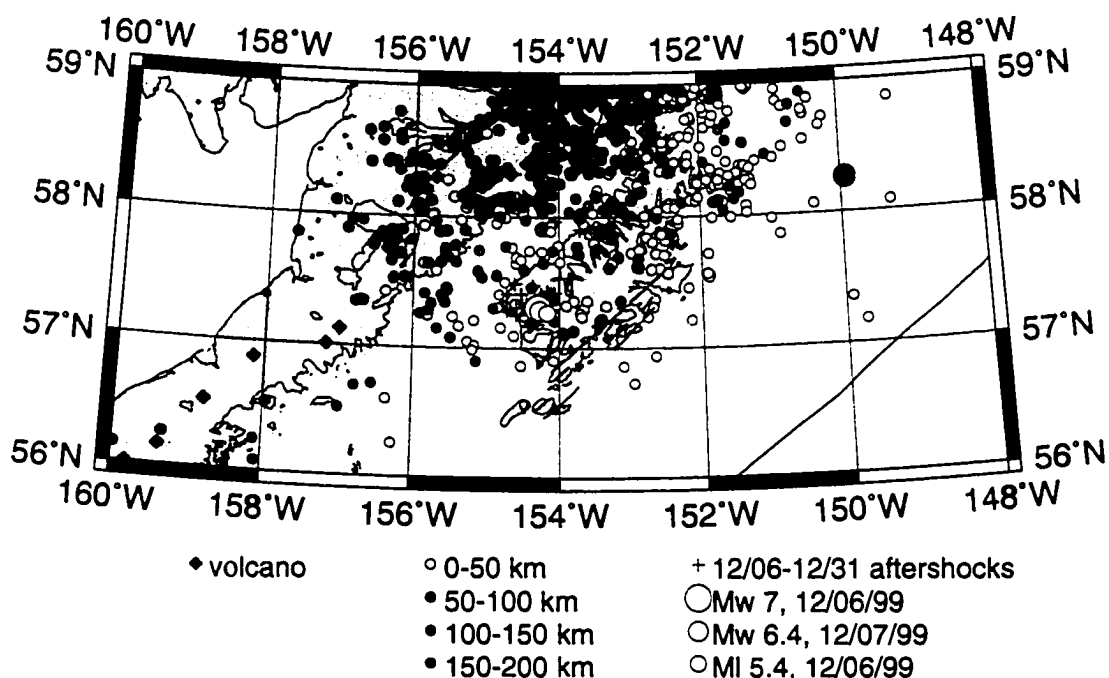 160˚W 158˚W 156˚W 154˚W 152˚W 150˚W 148˚W
59˚N 59˚N
58˚N 58˚N
57˚N 57˚N
56˚N 56˚N
160˚W 158˚W 156˚W 154˚W 152˚W 150˚W 148˚W
volcano 0-50 km + 12/06-12/31 aftershocks
50-100 km Mw 7, 12/06/99
100-150 km Mw 6.4, 12/07/99
150-200 km Ml 5.4, 12/06/99